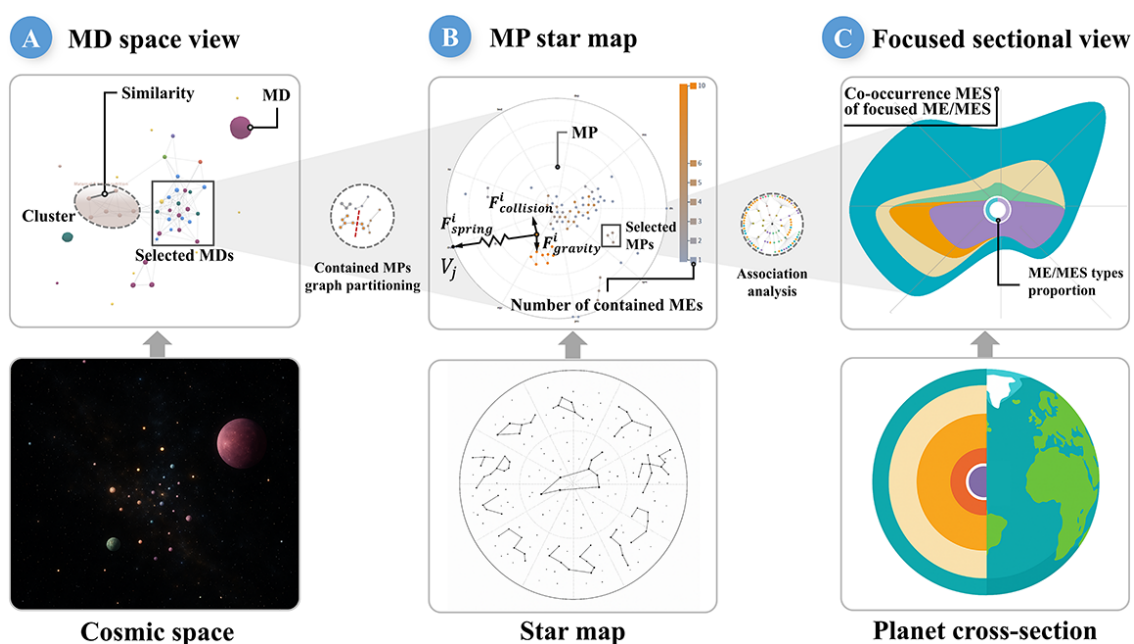 A MD space view
B MP star map
C Focused sectional view
Similarity
MD
Cluster
Selected MDs
Contained MPs
graph partitioning
MP
F^i_collision
F^i_spring
F^i_gravity
V_j
Selected
MPs
Number of contained MEs
10
6
5
4
3
2
1
Association
analysis
Co-occurrence MES
of focused ME/MES
ME/MES types
proportion
Cosmic space
Star map
Planet cross-section